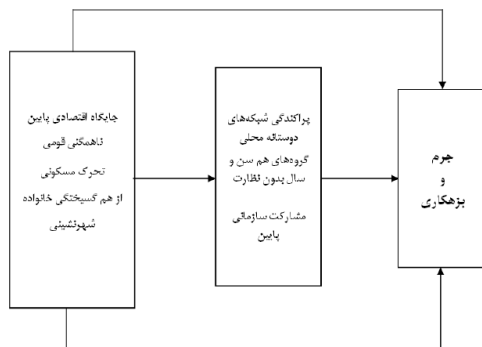 جایگاه اقتصادی پایین
ناهمگنی قومی
تحرک مسکونی
از هم گسیختگی خانواده
شهرنشینی
پراکندگی شبکه‌های
دوستانه محلی
گروه‌های هم سن و
سال بدون نظارت
مشارکت سازمانی
پایین
جرم
و
بزهکاری